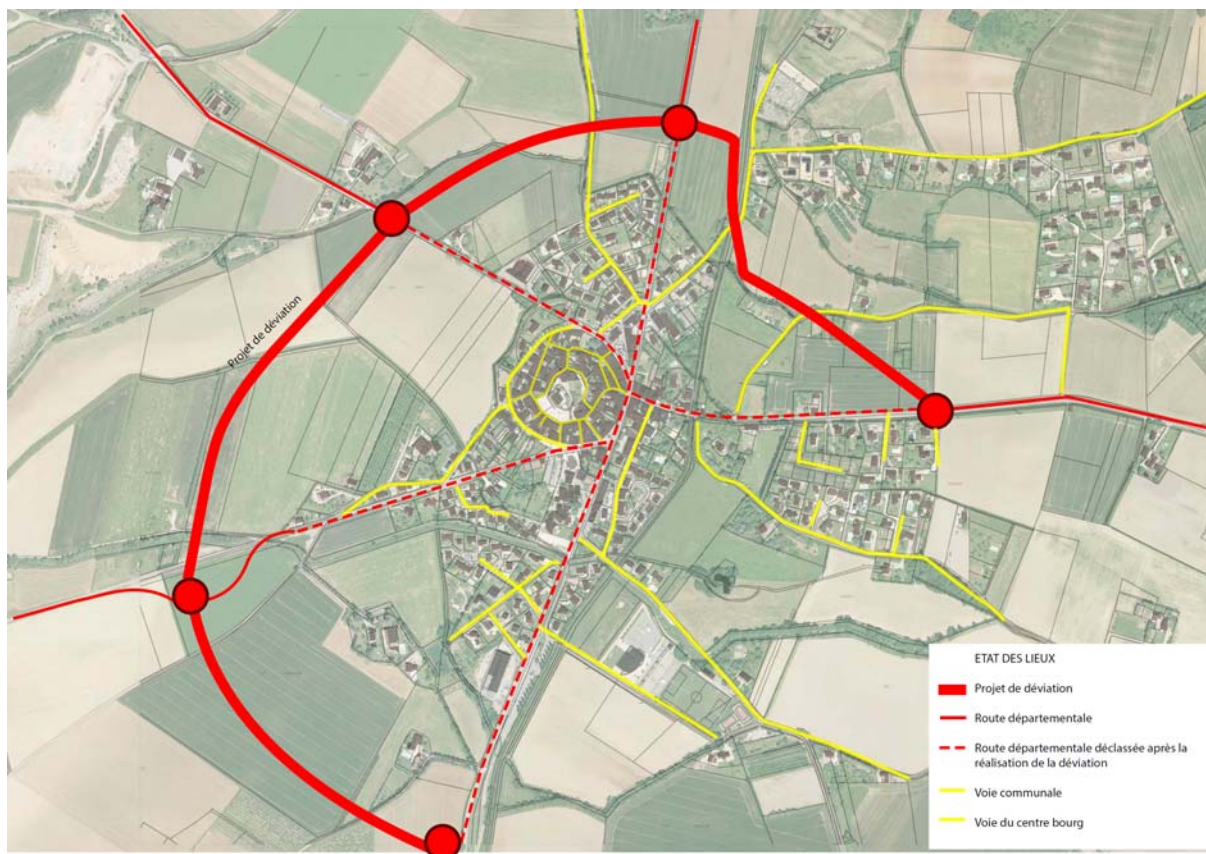 Projet de déviation
ETAT DES LIEUX
Projet de déviation
Route départementale
Route départementale déclassée après la
réalisation de la déviation
Voie communale
Voie du centre bourg